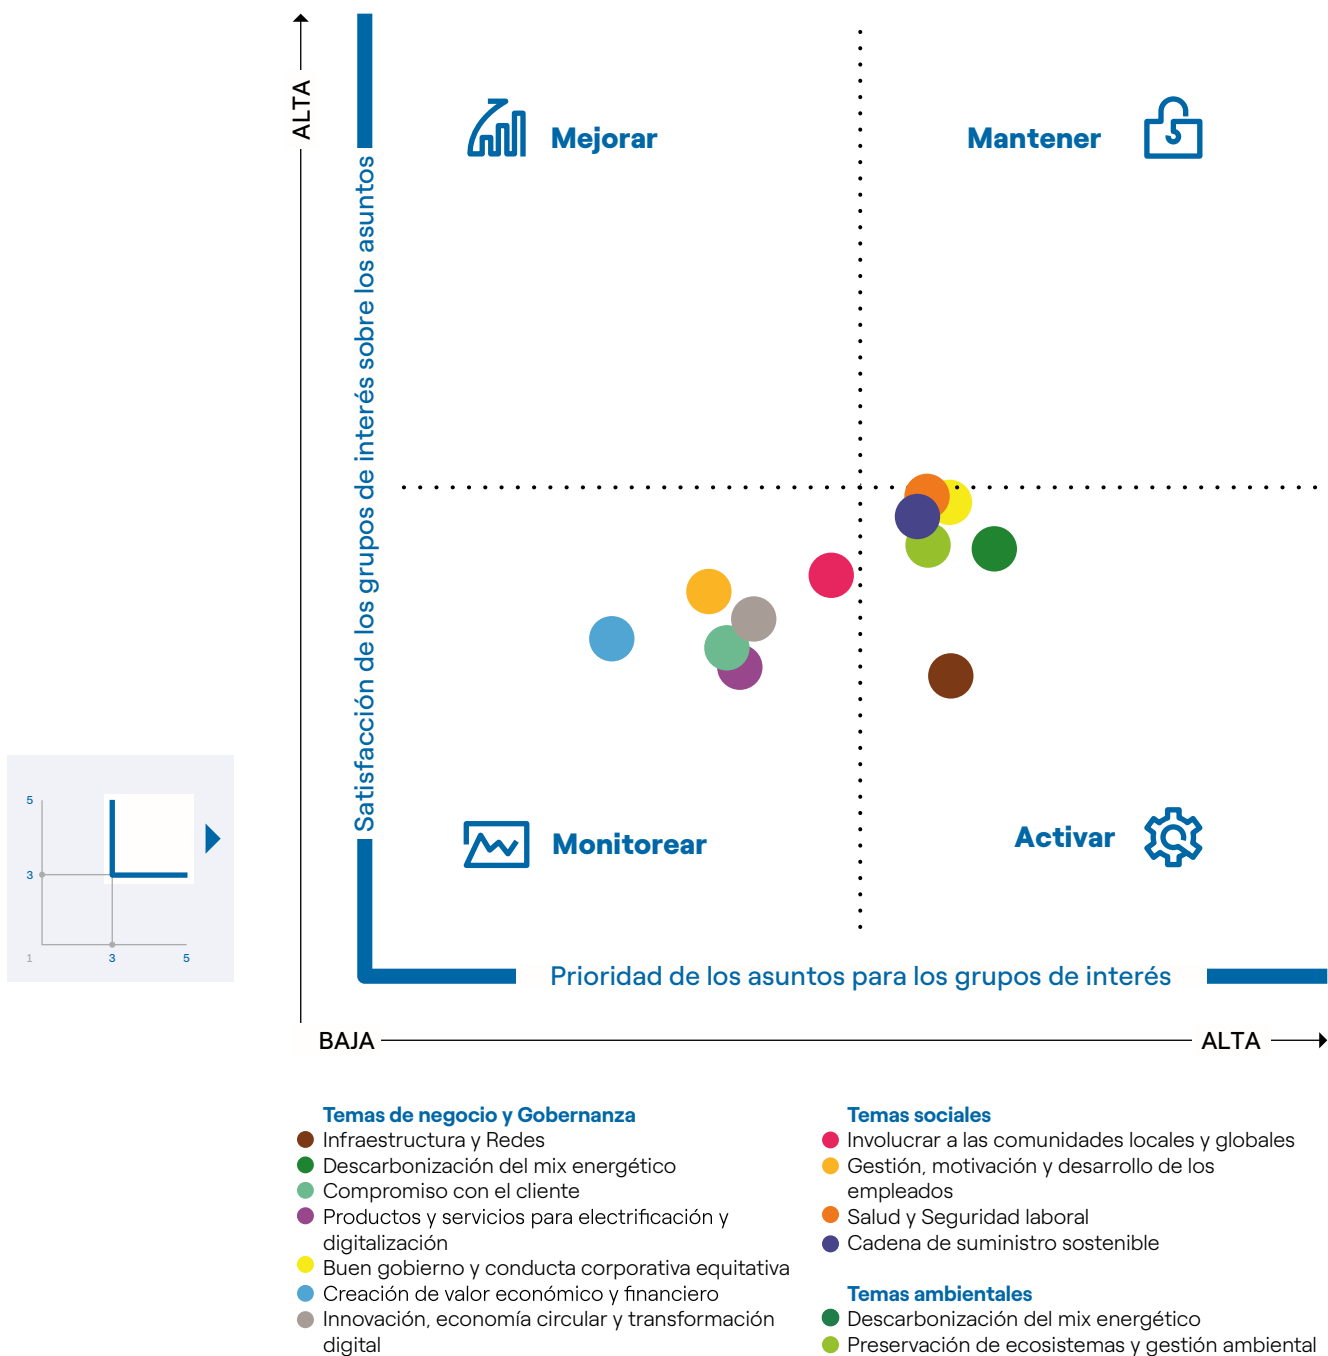 ALTA
Mejorar
Mantener
Satisfacción de los grupos de interés sobre los asuntos
Monitorear
Activar
5
3
1
3
5
Prioridad de los asuntos para los grupos de interés
BAJA
ALTA
Temas de negocio y Gobernanza
Infraestructura y Redes
Descarbonización del mix energético
Compromiso con el cliente
Productos y servicios para electrificación y
digitalización
Buen gobierno y conducta corporativa equitativa
Creación de valor económico y financiero
Innovación, economía circular y transformación
digital
Temas sociales
Involucrar a las comunidades locales y globales
Gestión, motivación y desarrollo de los
empleados
Salud y Seguridad laboral
Cadena de suministro sostenible
Temas ambientales
Descarbonización del mix energético
Preservación de ecosistemas y gestión ambiental